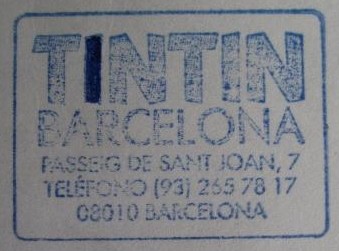 TINTIN
BARCELONA
PASSEIG DE SANT JOAN, 7
TELÉFONO (93) 265 78 17
08010 BARCELONA